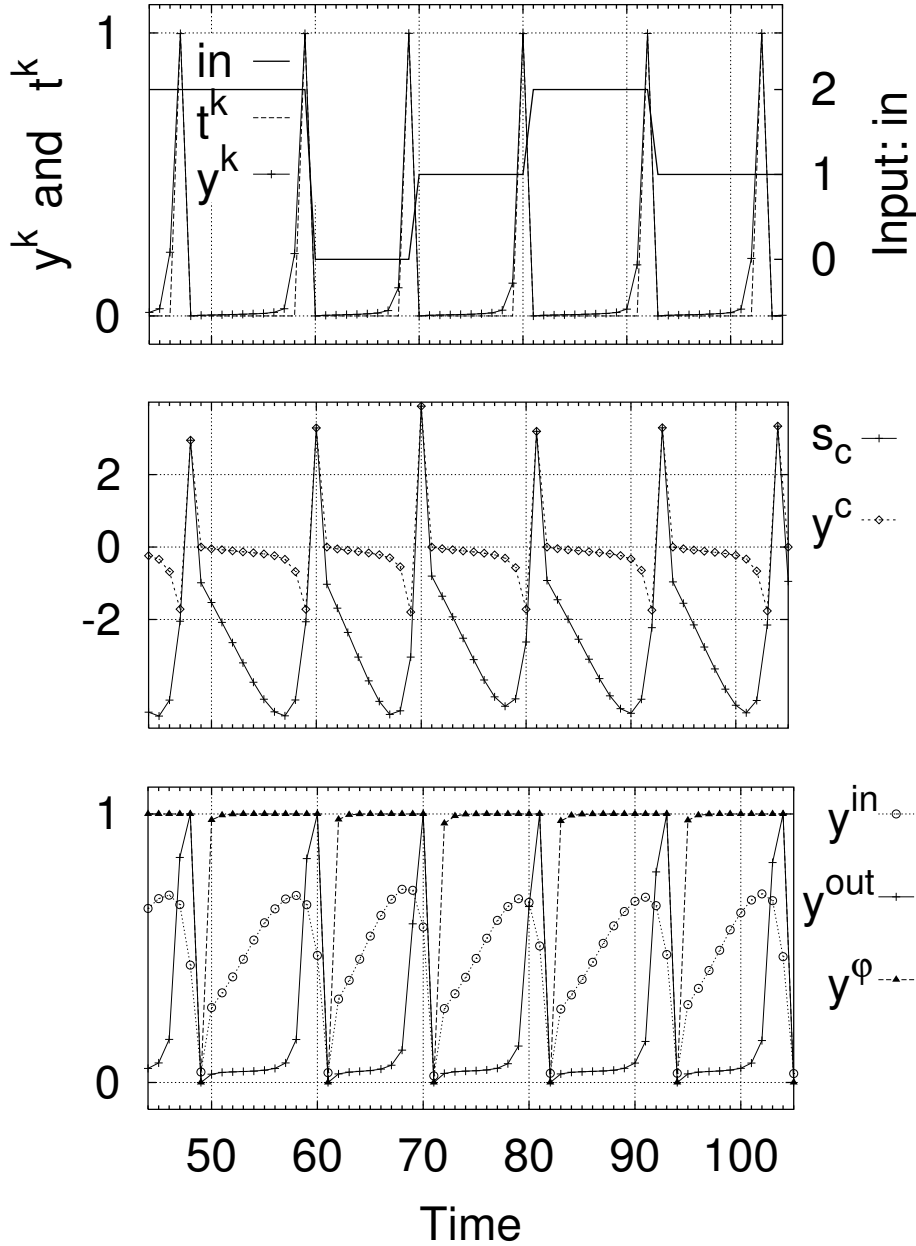 y^k and t^k
1
0
in
t^k
y^k
2
1
0
Input: in
2
0
-2
s_c
y^c
1
0
y^in
y^out
y^φ
50 60 70 80 90 100
Time